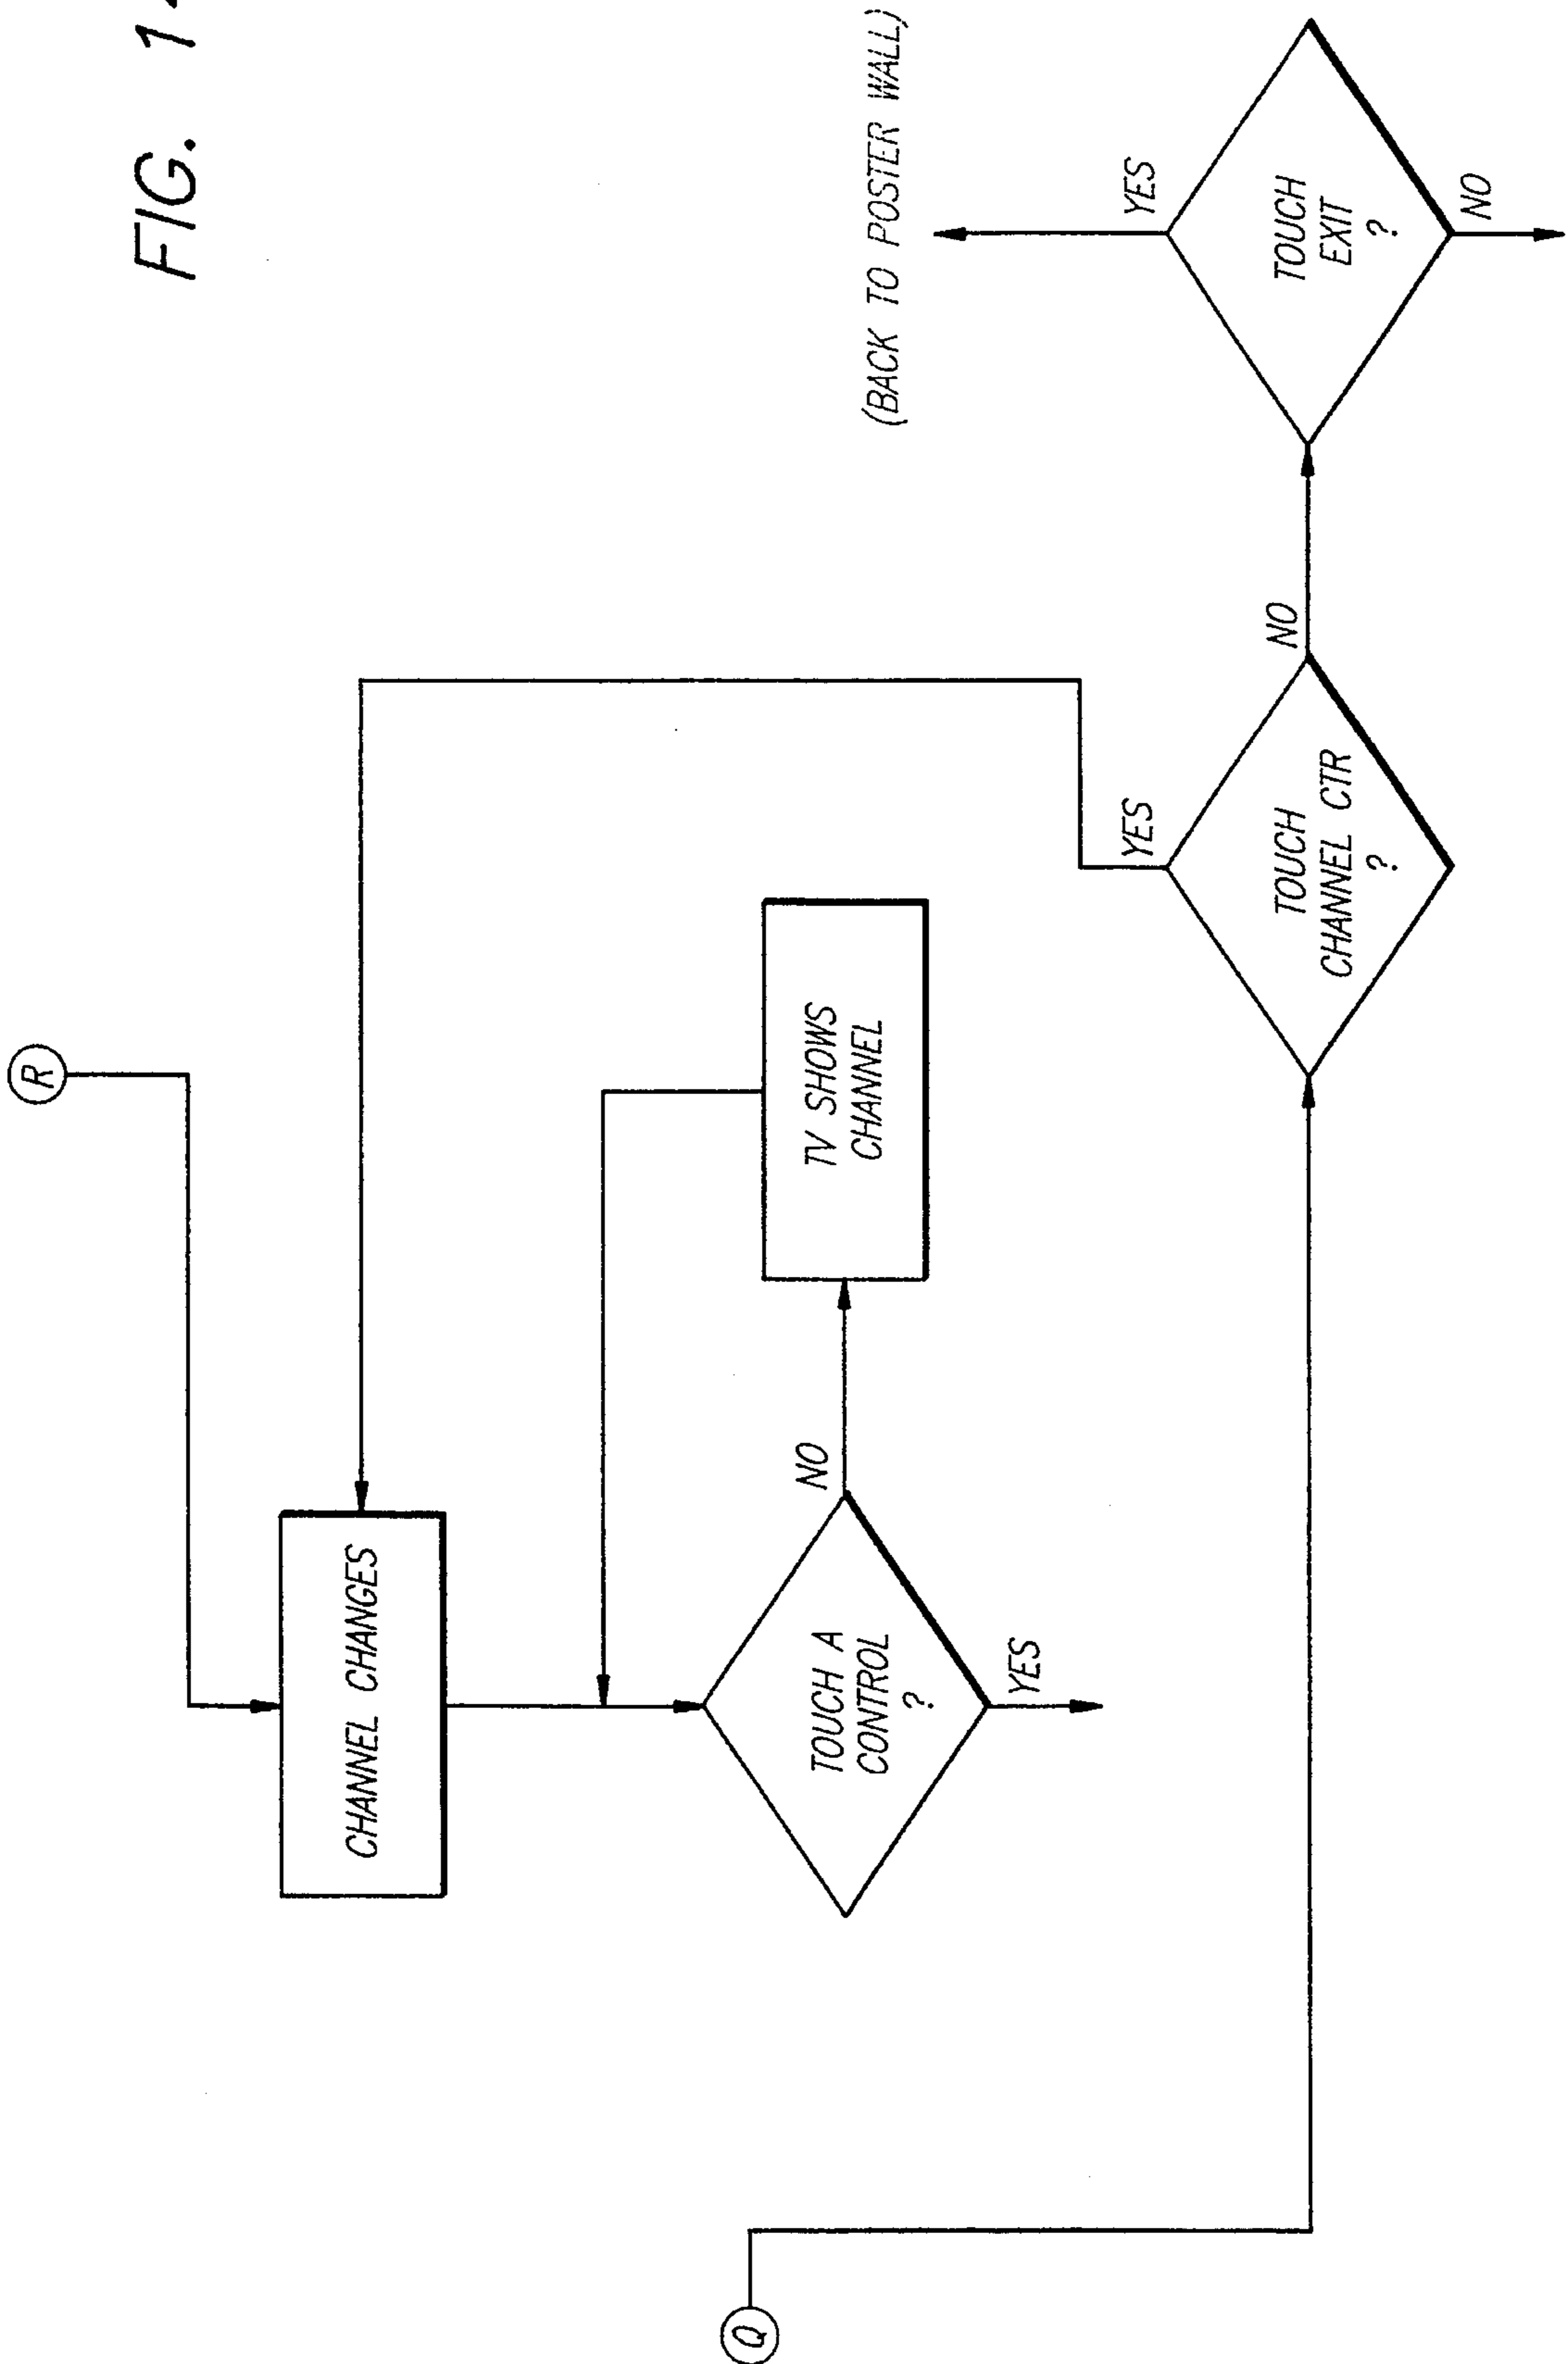 FIG.
R
CHANNEL CHANGES
TOUCH A
CONTROL
?
NO
YES
TV SHOWS
CHANNEL
Q
TOUCH
CHANNEL CTR
?
YES
NO
(BACK TO POSTER WALL)
TOUCH
EXIT
?
YES
NO